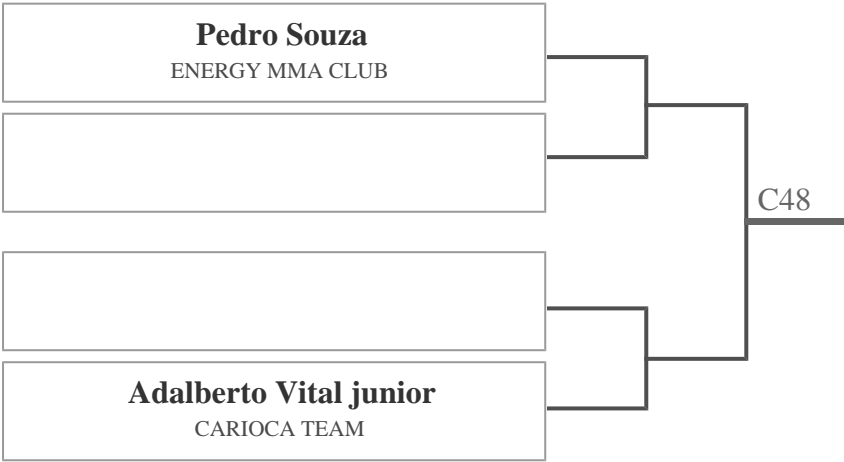 Pedro Souza
ENERGY MMA CLUB
C48
Adalberto Vital junior
CARIOCA TEAM